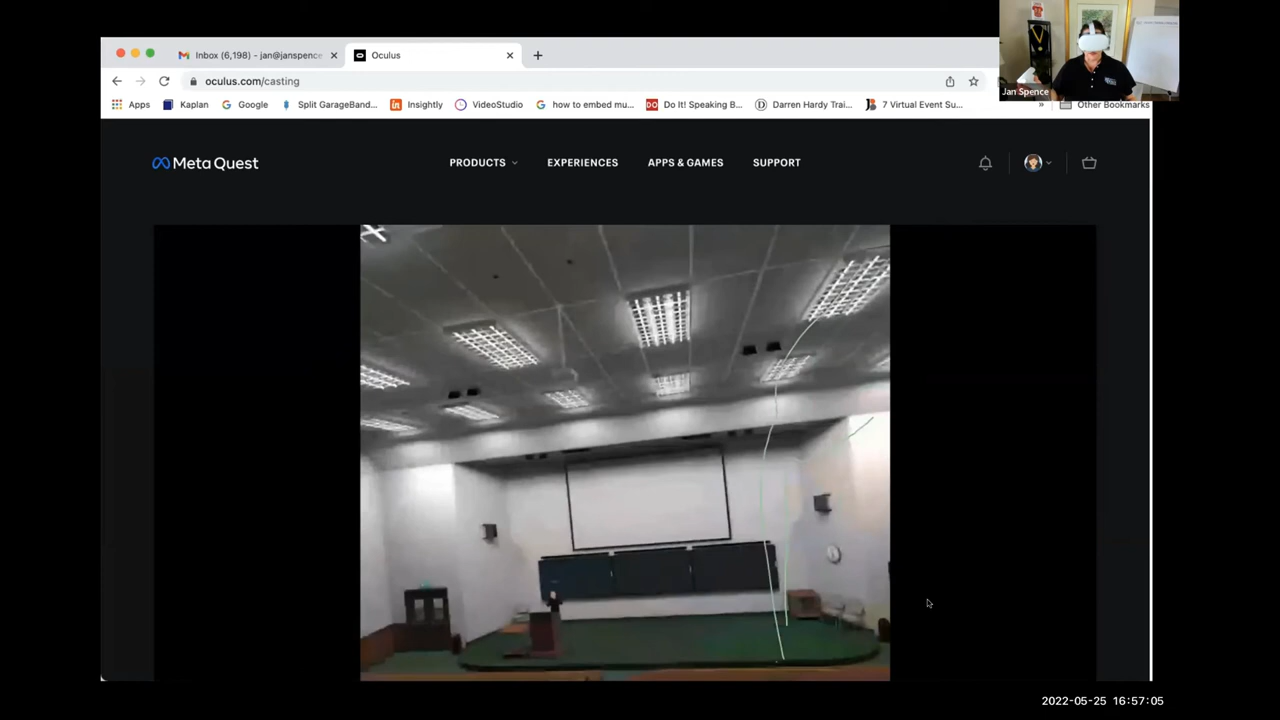 Inbox (6,198) - jan@janspence
Oculus
oculus.com/casting
Apps
Kaplan
Google
Split GarageBand...
Insightly
VideoStudio
how to embed mu...
Do It! Speaking B...
Darren Hardy Trai...
7 Virtual Event Su...
»
Other Bookmarks
Jan Spence
Meta Quest
PRODUCTS
EXPERIENCES
APPS & GAMES
SUPPORT
2022-05-25 16:57:05